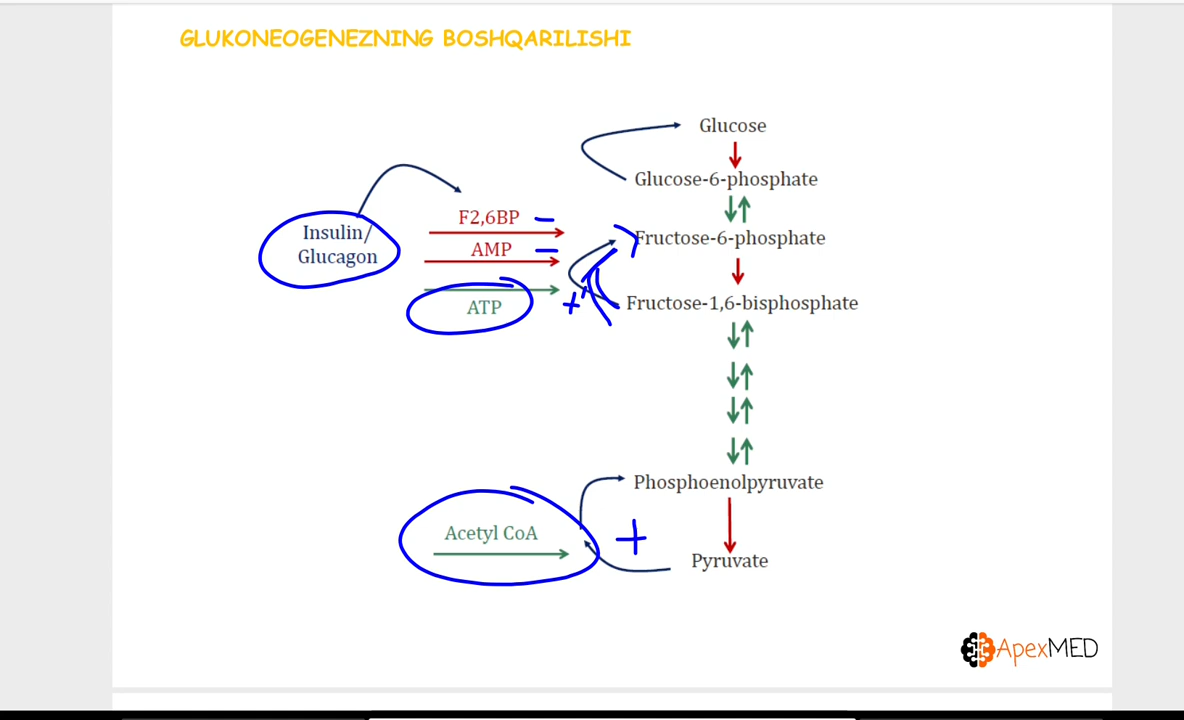 GLUKONEOGENEZNING BOSHQARILISHI
Glucose
Glucose-6-phosphate
F2,6BP –
Insulin/
Glucagon
AMP –
Fructose-6-phosphate
ATP
+
Fructose-1,6-bisphosphate
Phosphoenolpyruvate
Acetyl CoA
+
Pyruvate
ApexMED